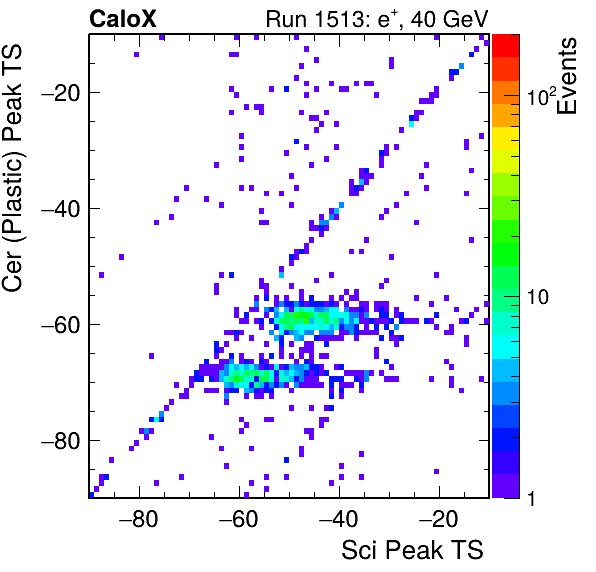 CaloX Run 1513: e⁺, 40 GeV
Cer (Plastic) Peak TS
−20
−40
−60
−80
−80 −60 −40 −20
Sci Peak TS
Events
10²
10
1